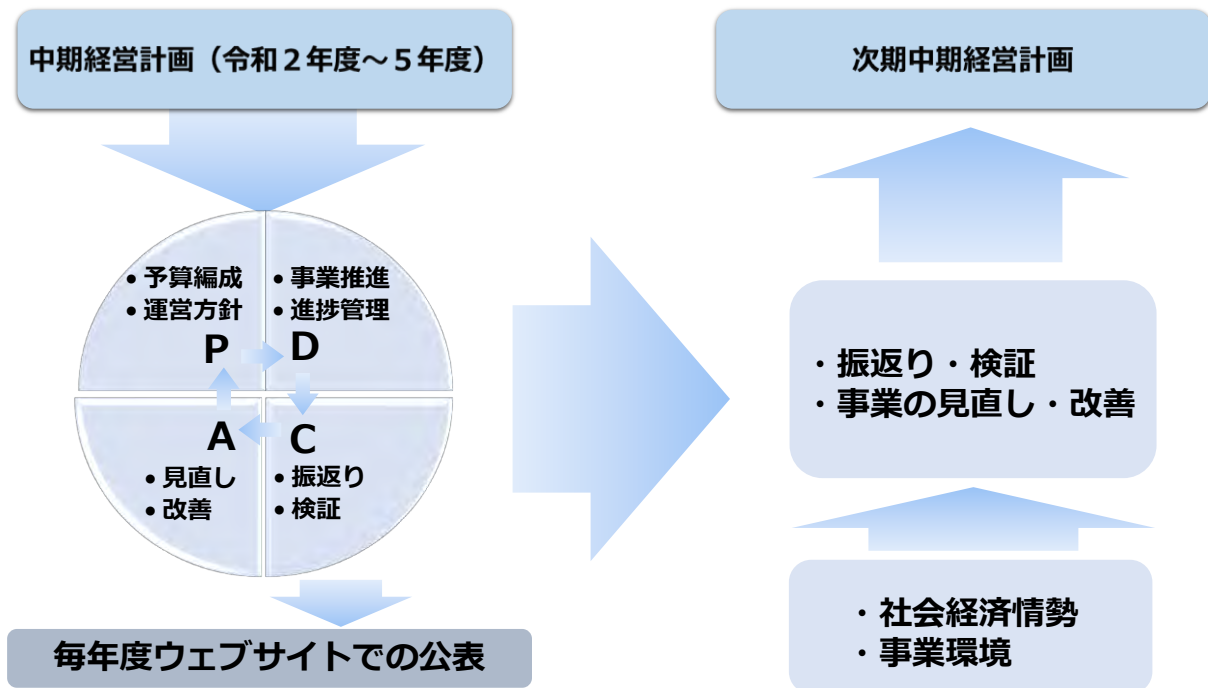 中期経営計画（令和２年度～５年度）
次期中期経営計画
• 予算編成
• 運営方針
P
• 事業推進
• 進捗管理
D
A
• 見直し
• 改善
C
• 振返り
• 検証
毎年度ウェブサイトでの公表
・振返り・検証
・事業の見直し・改善
・社会経済情勢
・事業環境